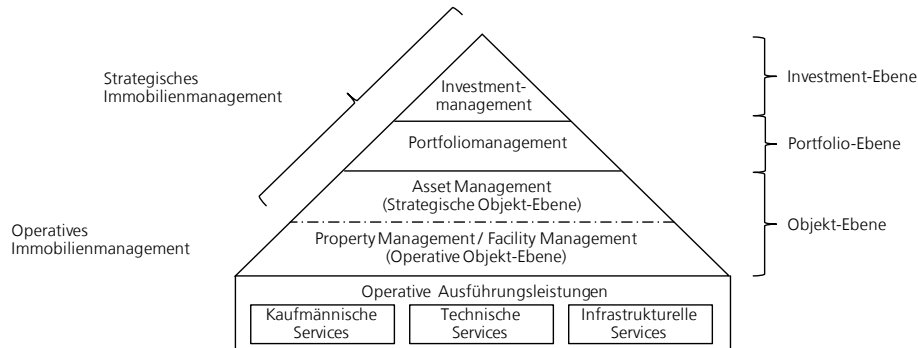 Strategisches
Immobilienmanagement
Investment-
management
Investment-Ebene
Portfoliomanagement
Portfolio-Ebene
Asset Management
(Strategische Objekt-Ebene)
Operatives
Immobilienmanagement
Objekt-Ebene
Property Management / Facility Management
(Operative Objekt-Ebene)
Operative Ausführungsleistungen
Kaufmännische
Services
Technische
Services
Infrastrukturelle
Services